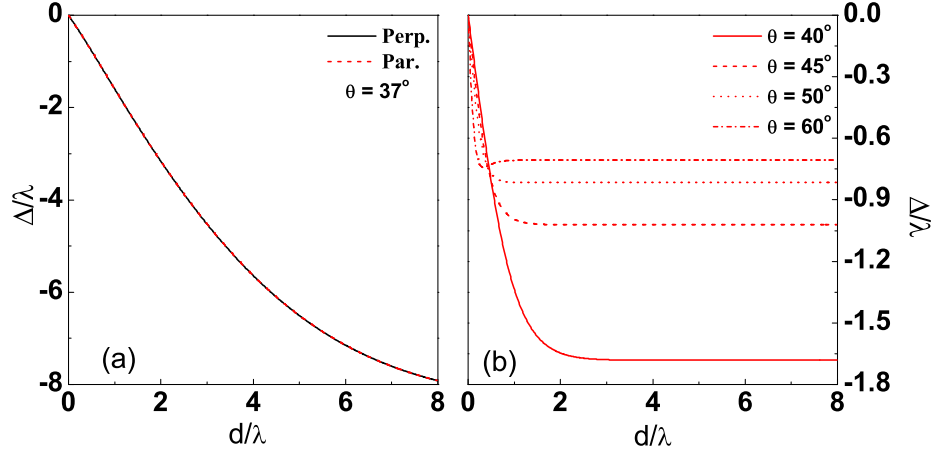 0
-2
-4
-6
-8
Δ/λ
Perp.
Par.
θ = 37°
(a)
0 2 4 6 8
d/λ
θ = 40°
θ = 45°
θ = 50°
θ = 60°
(b)
0 2 4 6 8
d/λ
0.0
-0.3
-0.6
-0.9
-1.2
-1.5
-1.8
Δ/λ